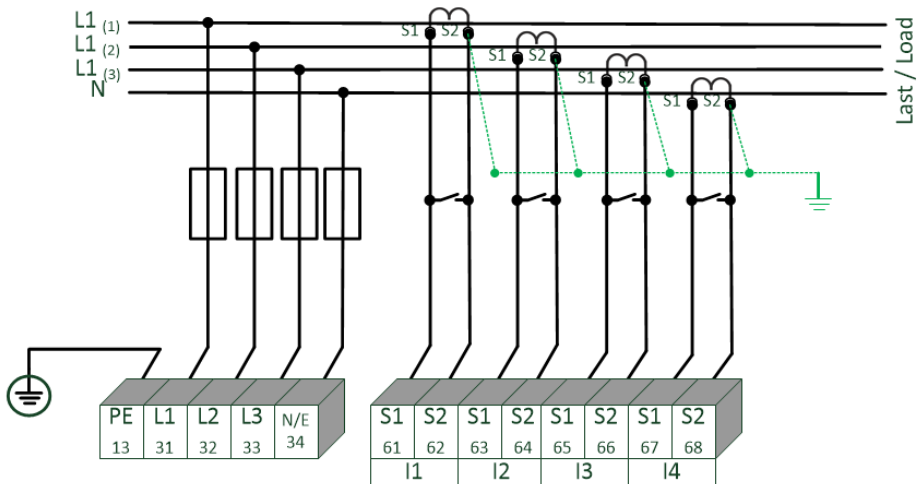 L1 (1)
S1 S2
L1 (2)
S1 S2
L1 (3)
S1 S2
N
S1 S2
Last / Load
PE L1 L2 L3 N/E
13 31 32 33 34
S1 S2 S1 S2 S1 S2 S1 S2
61 62 63 64 65 66 67 68
I1 I2 I3 I4